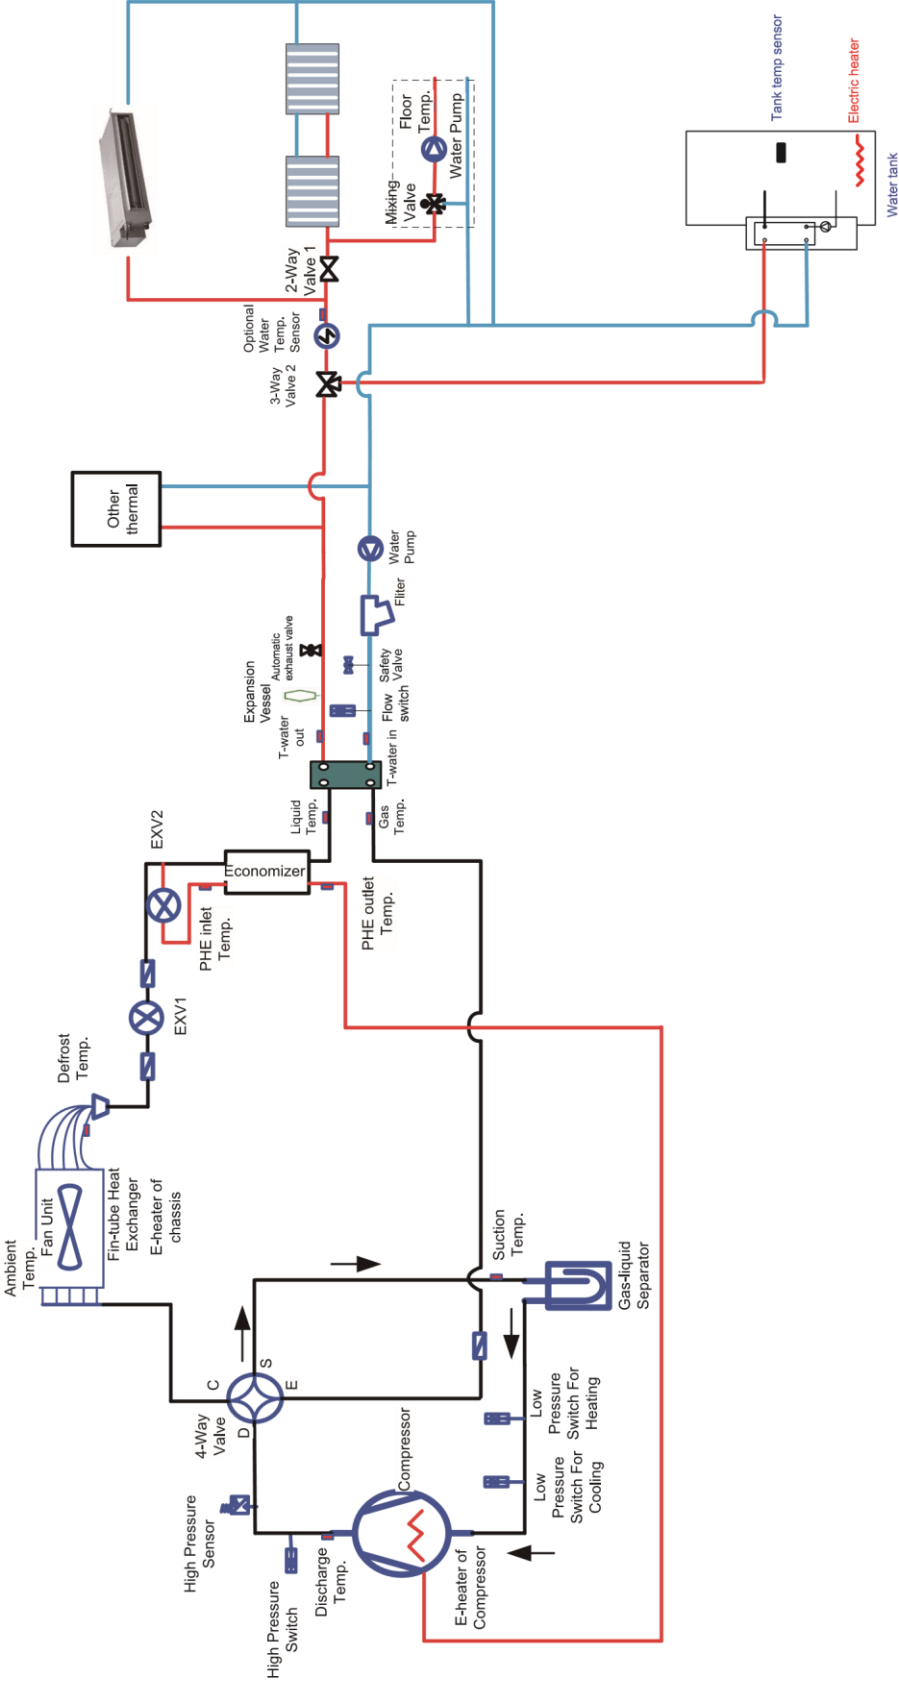 Ambient
Temp.
Fan Unit
Fin-tube Heat
Exchanger
E-heater of
chassis
Defrost
Temp.
EXV1
EXV2
PHE inlet
Temp.
Economizer
PHE outlet
Temp.
Liquid
Temp.
Gas
Temp.
High Pressure
Sensor
High Pressure
Switch
4-Way
Valve
C
D
S
E
Discharge
Temp.
Compressor
E-heater of
Compressor
Low
Pressure
Switch For
Cooling
Low
Pressure
Switch For
Heating
Suction
Temp.
Gas-liquid
Separator
T-water
out
T-water in
Expansion
Vessel
Automatic
exhaust valve
Flow
switch
Safety
Valve
Fliter
Water
Pump
Other
thermal
3-Way
Valve 2
Optional
Water
Temp.
Sensor
2-Way
Valve 1
Mixing
Valve
Floor
Temp.
Water Pump
Tank temp sensor
Electric heater
Water tank